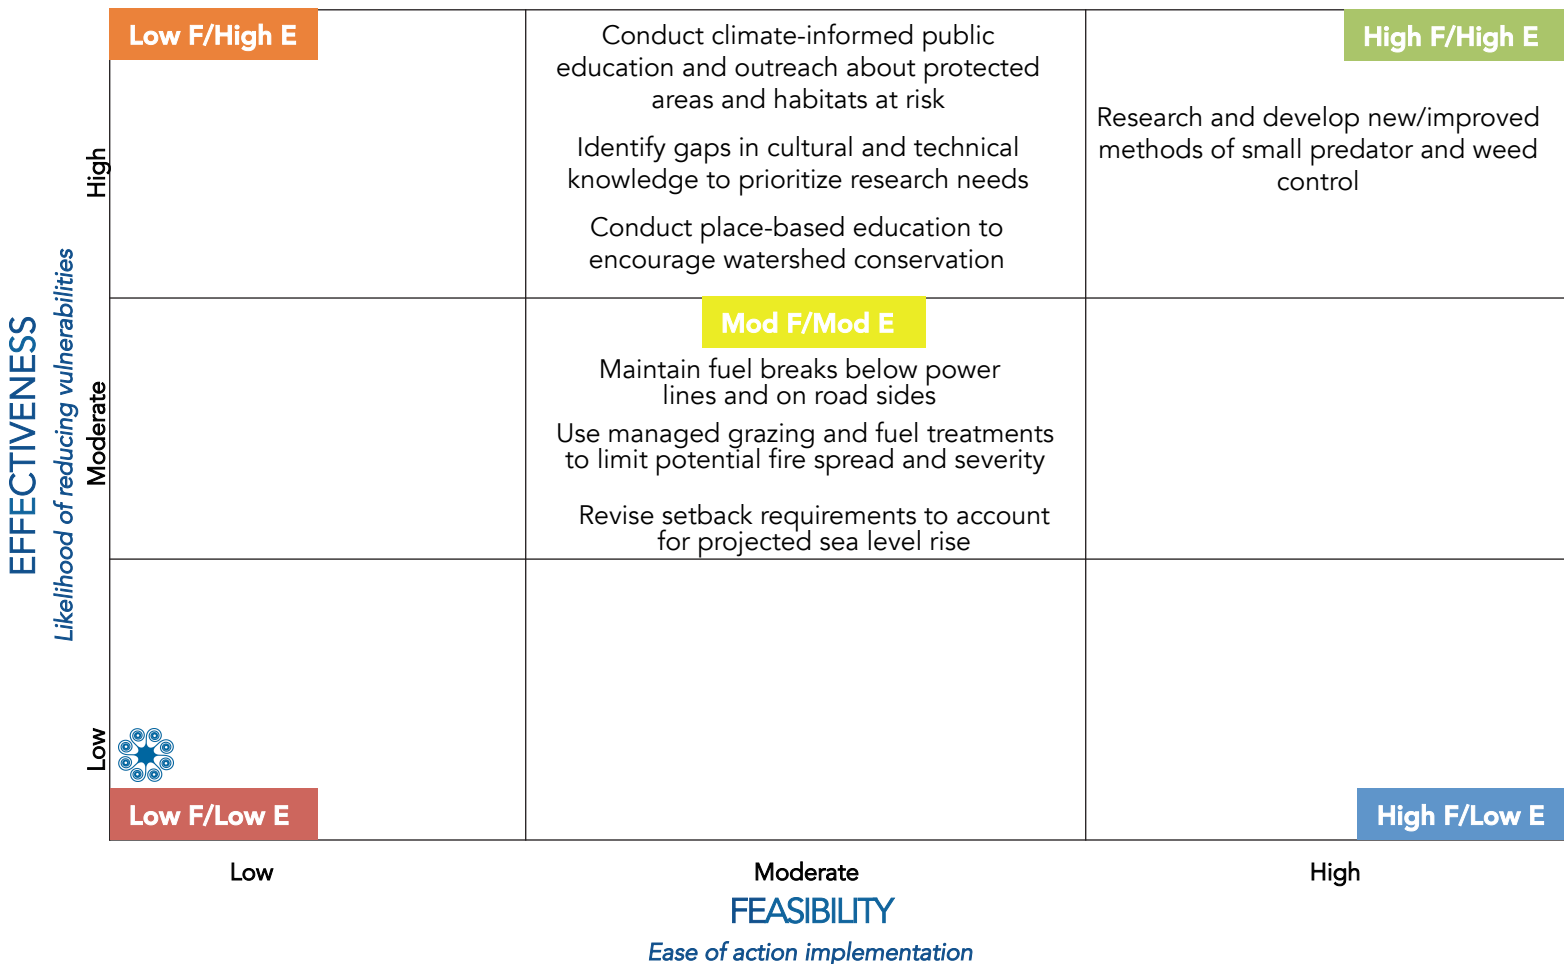 Low F/High E
Conduct climate-informed public
education and outreach about protected
areas and habitats at risk
Identify gaps in cultural and technical
knowledge to prioritize research needs
Conduct place-based education to
encourage watershed conservation
High F/High E
Research and develop new/improved
methods of small predator and weed
control
High
Mod F/Mod E
Maintain fuel breaks below power
lines and on road sides
Use managed grazing and fuel treatments
to limit potential fire spread and severity
Revise setback requirements to account
for projected sea level rise
EFFECTIVENESS
Likelihood of reducing vulnerabilities
Moderate
Low
Low F/Low E
High F/Low E
Low
Moderate
High
FEASIBILITY
Ease of action implementation